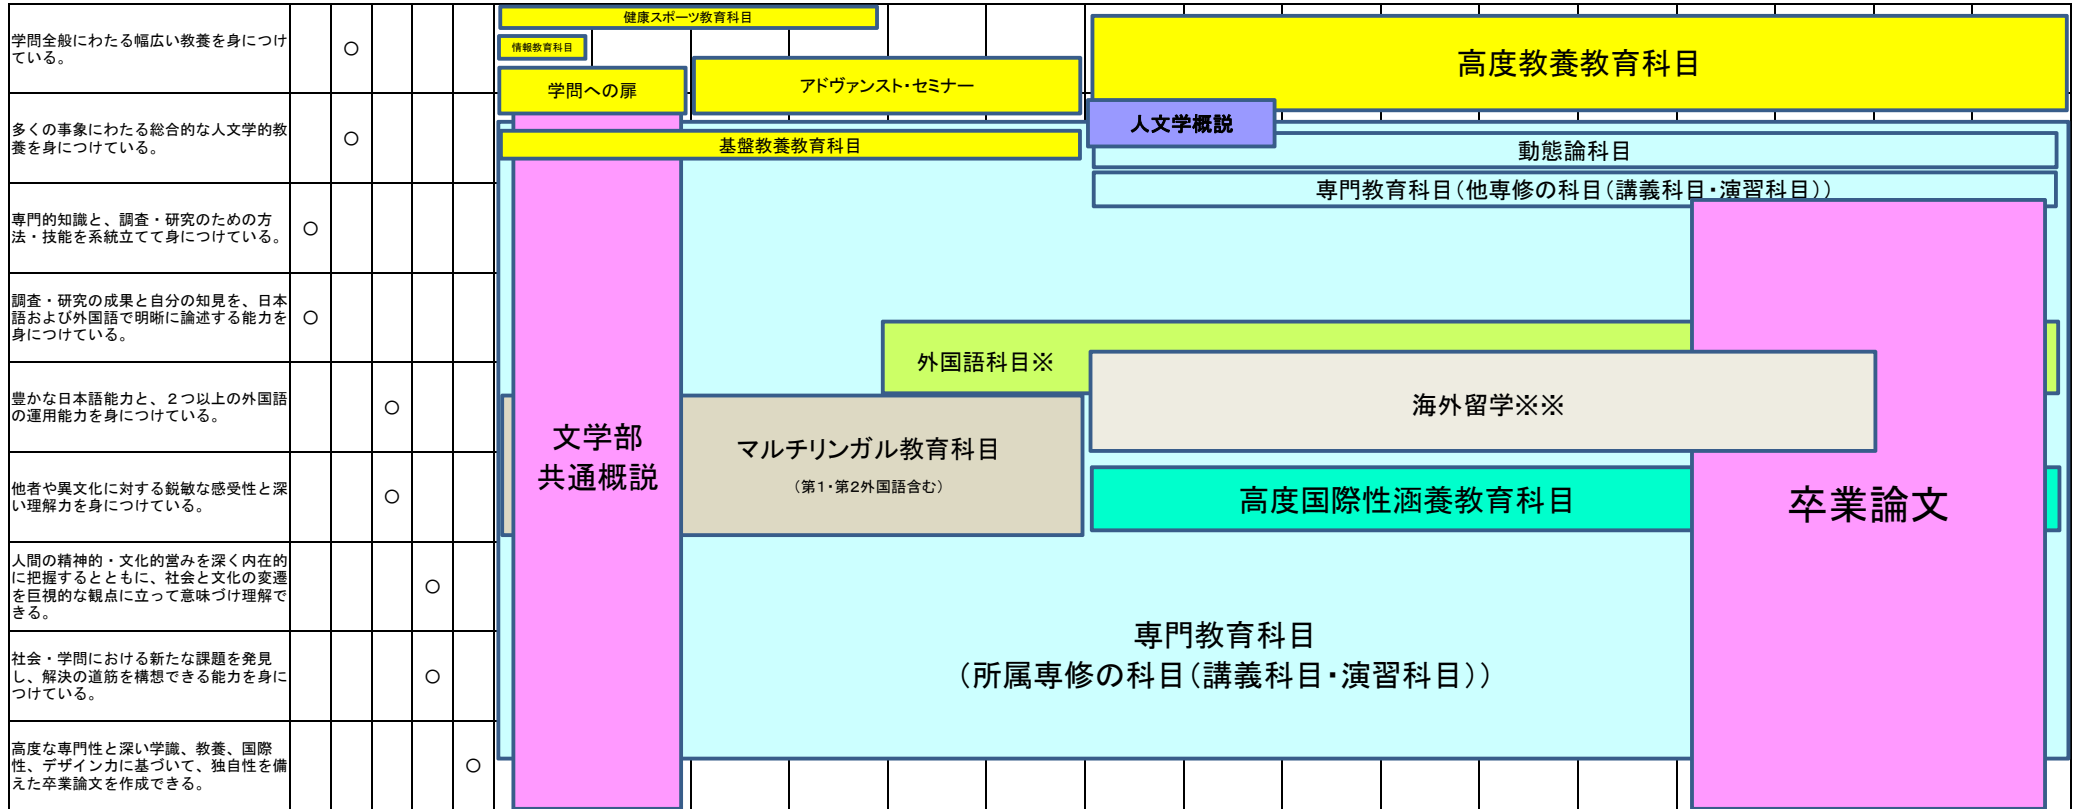 学問全般にわたる幅広い教養を身につけ
ている。
○
健康スポーツ教育科目
情報教育科目
学問への扉
アドヴァンスト・セミナー
高度教養教育科目
多くの事象にわたる総合的な人文学的教
養を身につけている。
○
人文学概説
基盤教養教育科目
動態論科目
専門教育科目(他専修の科目(講義科目・演習科目))
専門的知識と、調査・研究のための方
法・技能を系統立てて身につけている。
○
調査・研究の成果と自分の知見を、日本
語および外国語で明晰に論述する能力を
身につけている。
○
外国語科目※
豊かな日本語能力と、２つ以上の外国語
の運用能力を身につけている。
○
海外留学※※
文学部
共通概説
マルチリンガル教育科目
(第1・第2外国語含む)
他者や異文化に対する鋭敏な感受性と深
い理解力を身につけている。
○
高度国際性涵養教育科目
卒業論文
人間の精神的・文化的営みを深く内在的
に把握するとともに、社会と文化の変遷
を巨視的な観点に立って意味づけ理解で
きる。
○
専門教育科目
(所属専修の科目(講義科目・演習科目))
社会・学問における新たな課題を発見
し、解決の道筋を構想できる能力を身に
つけている。
○
高度な専門性と深い学識、教養、国際
性、デザイン力に基づいて、独自性を備
えた卒業論文を作成できる。
○